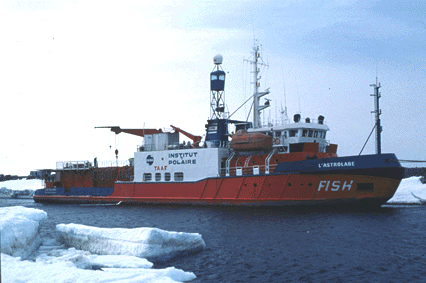 INSTITUT
POLAIRE
TAAF
L'ASTROLABE
FISH